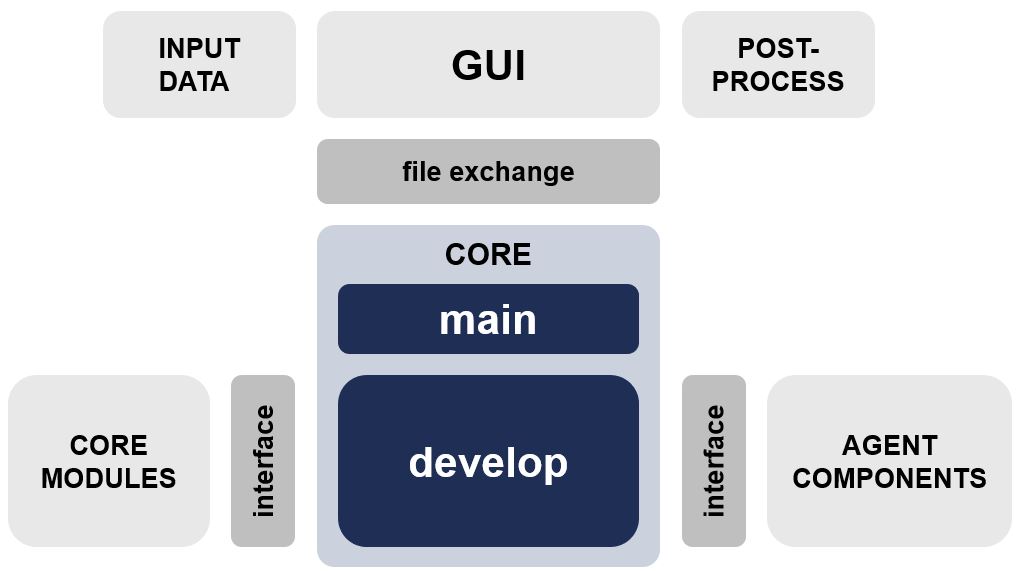 INPUT
DATA
GUI
POST-
PROCESS
file exchange
CORE
main
CORE
MODULES
interface
develop
interface
AGENT
COMPONENTS